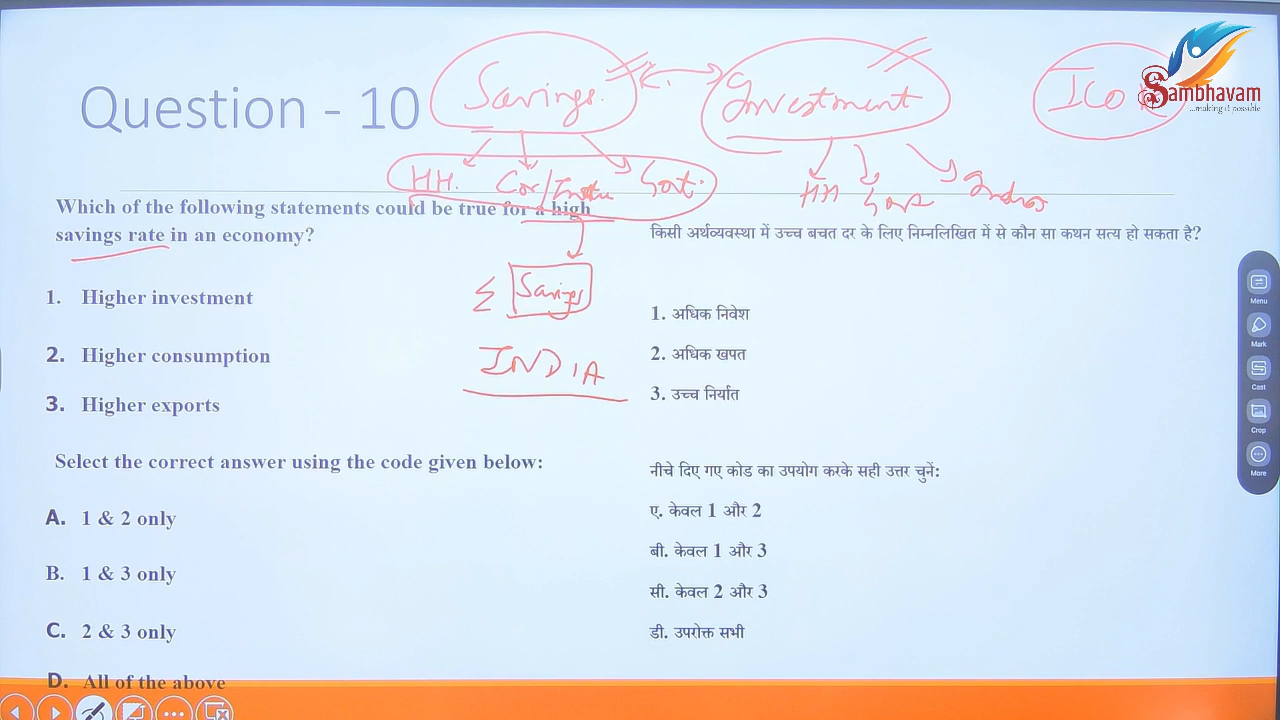 Question - 10
Savings.
Investment
ICO
Sambhavam
...making it possible
HH.
HH
Which of the following statements could be true for a high
savings rate in an economy?
1. Higher investment
2. Higher consumption
3. Higher exports
Select the correct answer using the code given below:
A. 1 & 2 only
B. 1 & 3 only
C. 2 & 3 only
D. All of the above
Savings
INDIA
किसी अर्थव्यवस्था में उच्च बचत दर के लिए निम्नलिखित में से कौन सा कथन सत्य हो सकता है?
1. अधिक निवेश
2. अधिक खपत
3. उच्च निर्यात
नीचे दिए गए कोड का उपयोग करके सही उत्तर चुनें:
ए. केवल 1 और 2
बी. केवल 1 और 3
सी. केवल 2 और 3
डी. उपरोक्त सभी
Menu
Mark
Cast
Crop
More